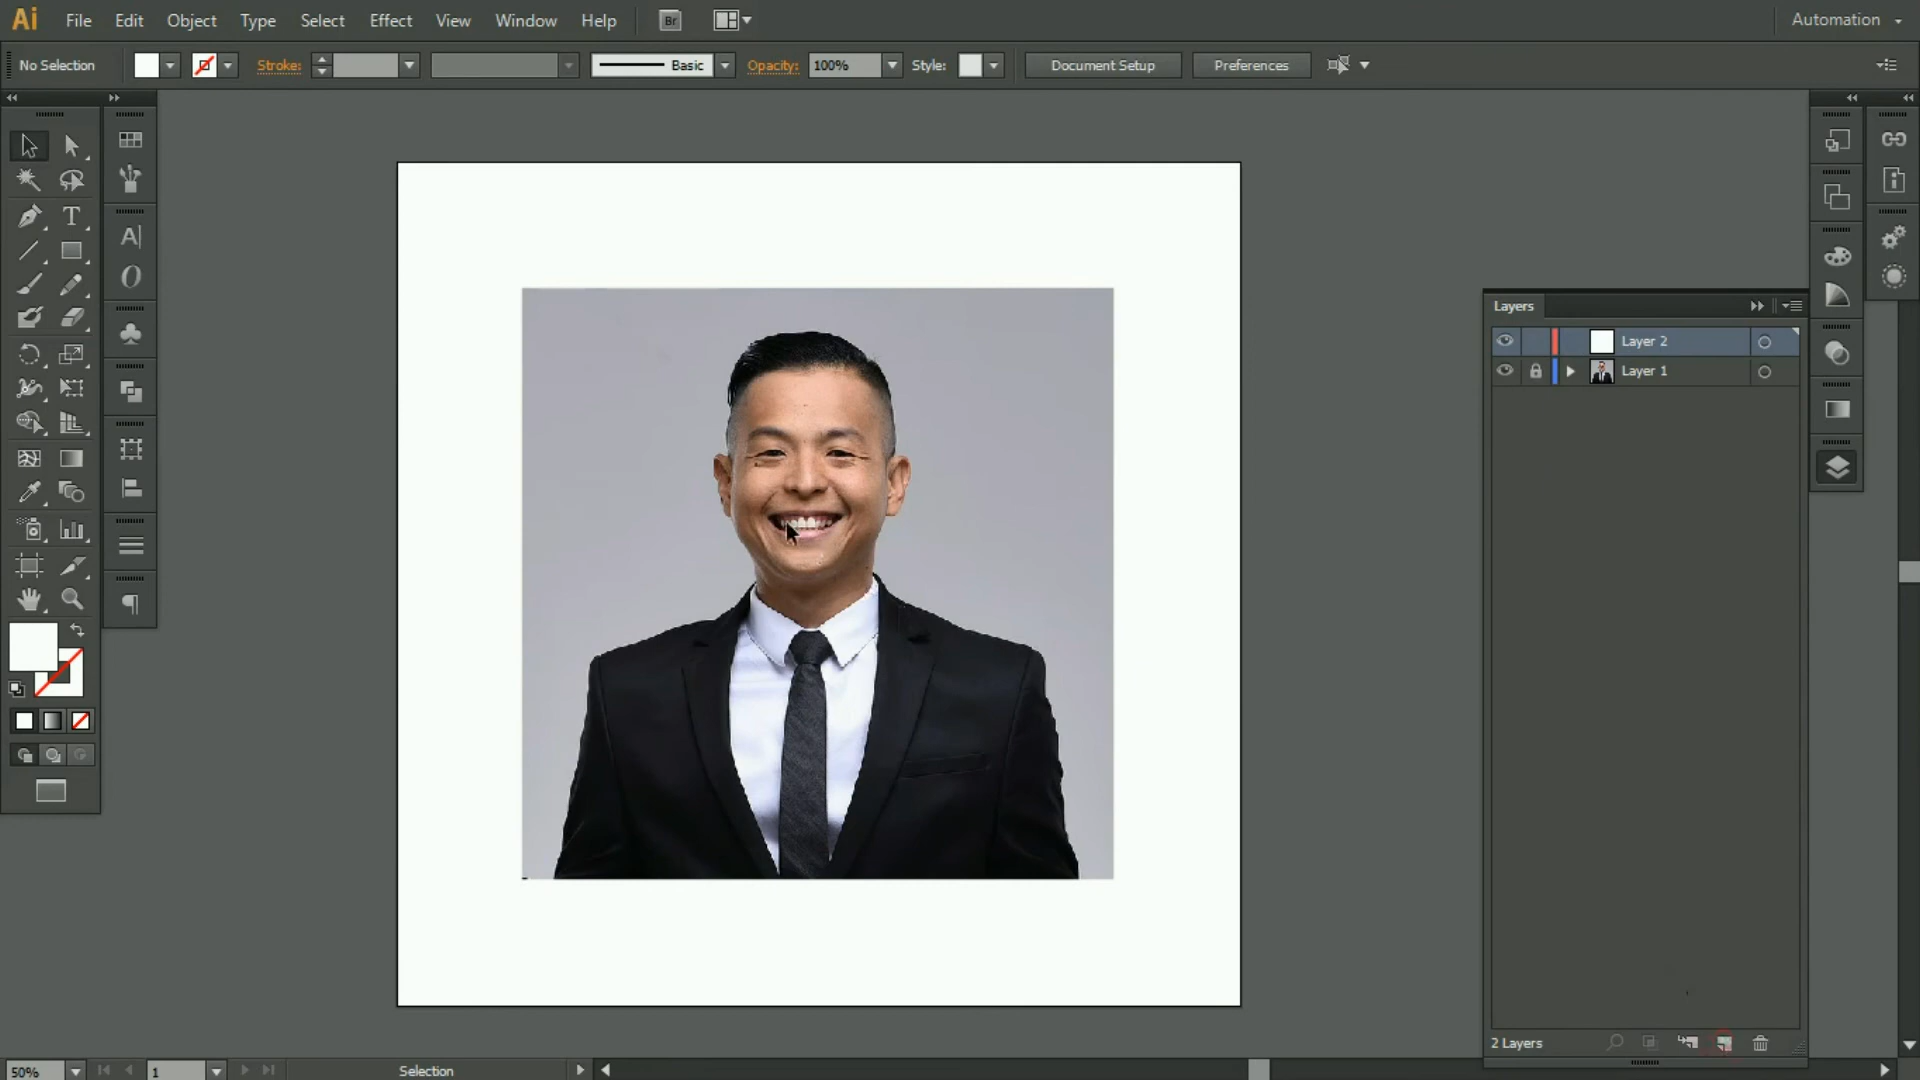 Ai File Edit Object Type Select Effect View Window Help Br Automation
No Selection Stroke: Basic Opacity: 100% Style: Document Setup Preferences
Layers
Layer 2
Layer 1
2 Layers
50% 1 Selection